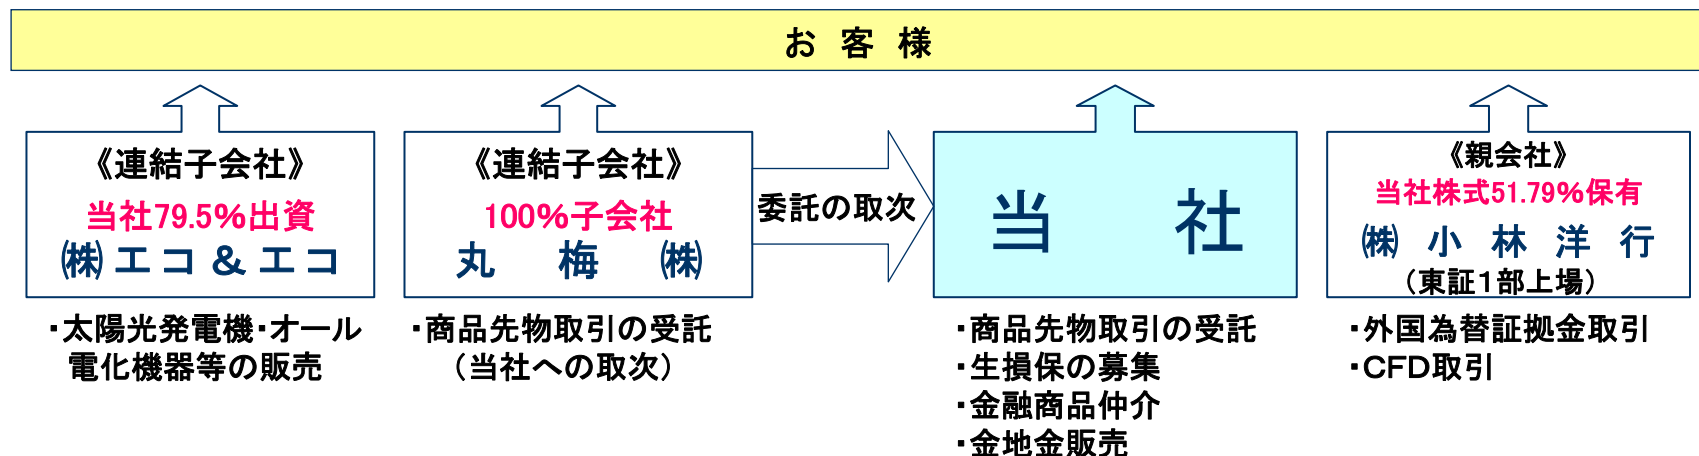 お客様
《連結子会社》
当社79.5%出資
㈱エコ&エコ
・太陽光発電機・オール
電化機器等の販売
《連結子会社》
100%子会社
丸梅㈱
・商品先物取引の受託
(当社への取次)
委託の取次
当社
・商品先物取引の受託
・生損保の募集
・金融商品仲介
・金地金販売
《親会社》
当社株式51.79%保有
㈱小林洋行
(東証1部上場)
・外国為替証拠金取引
・CFD取引